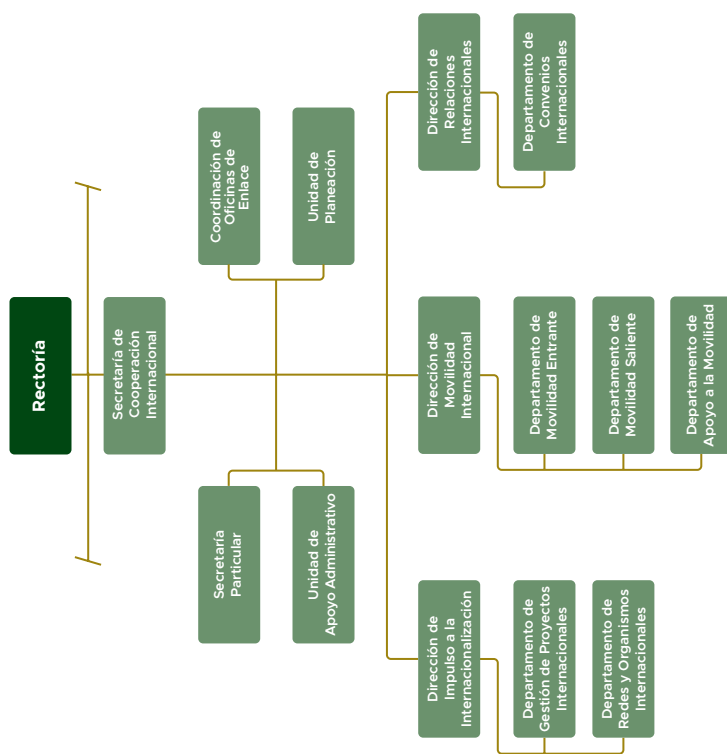 Rectoría
Secretaría de
Cooperación
Internacional
Secretaría
Particular
Coordinación de
Oficinas de
Enlace
Unidad de
Apoyo Administrativo
Unidad de
Planeación
Dirección de
Impulso a la
Internacionalización
Dirección de
Movilidad
Internacional
Dirección de
Relaciones
Internacionales
Departamento de
Gestión de Proyectos
Internacionales
Departamento de
Movilidad Entrante
Departamento de
Convenios
Internacionales
Departamento de
Redes y Organismos
Internacionales
Departamento de
Movilidad Saliente
Departamento de
Apoyo a la Movilidad